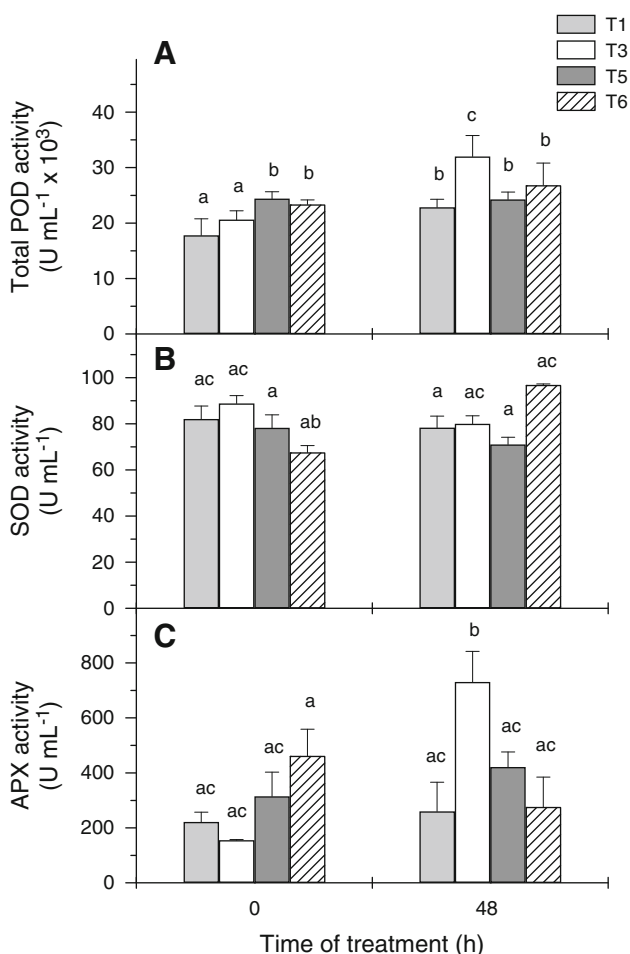 T1
T3
T5
T6
A
Total POD activity
(U mL-1 x 103)
40
30
20
10
0
a a b b
b c b b
B
SOD activity
(U mL-1)
100
80
60
40
20
0
ac ac a ab
a ac a ac
C
APX activity
(U mL-1)
800
600
400
200
0
ac ac ac a
ac b ac ac
0 48
Time of treatment (h)